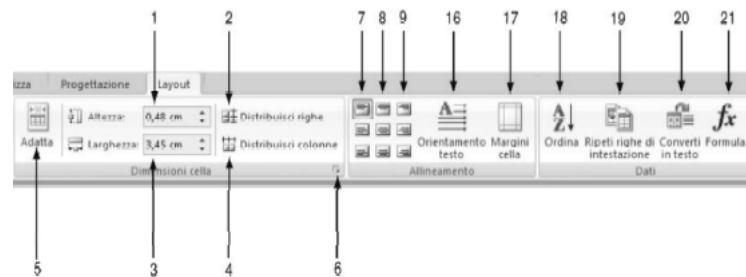 1 2 7 8 9 16 17 18 19 20 21
izza Progettazione Layout
Altezza: 0,48 cm Distribuisci righe
Adatta Larghezza: 3,45 cm Distribuisci colonne
Orientamento testo Margini cella
Ordina Ripeti righe di intestazione Converti in testo Formula
Dimensioni cella Allineamento Dati
5 3 4 6